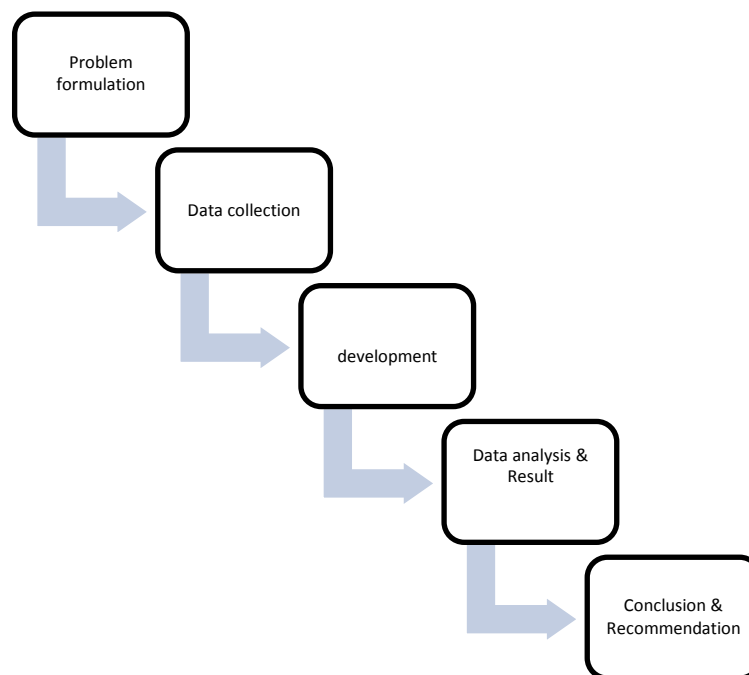 Problem
formulation
Data collection
development
Data analysis &
Result
Conclusion &
Recommendation